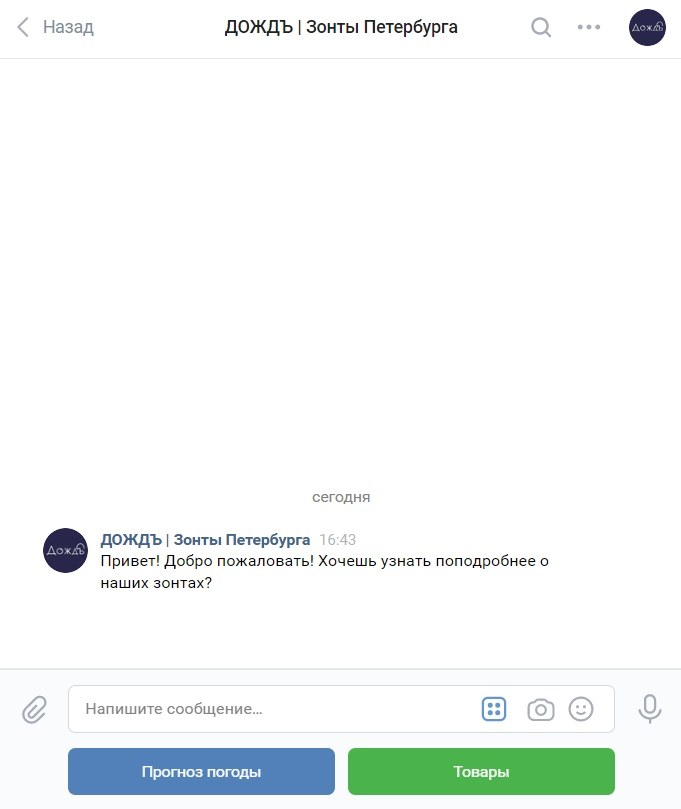 Назад
ДОЖДЪ | Зонты Петербурга
Дождъ
сегодня
ДОЖДЪ | Зонты Петербурга 16:43
Дождъ
Привет! Добро пожаловать! Хочешь узнать поподробнее о
наших зонтах?
Напишите сообщение...
Прогноз погоды
Товары